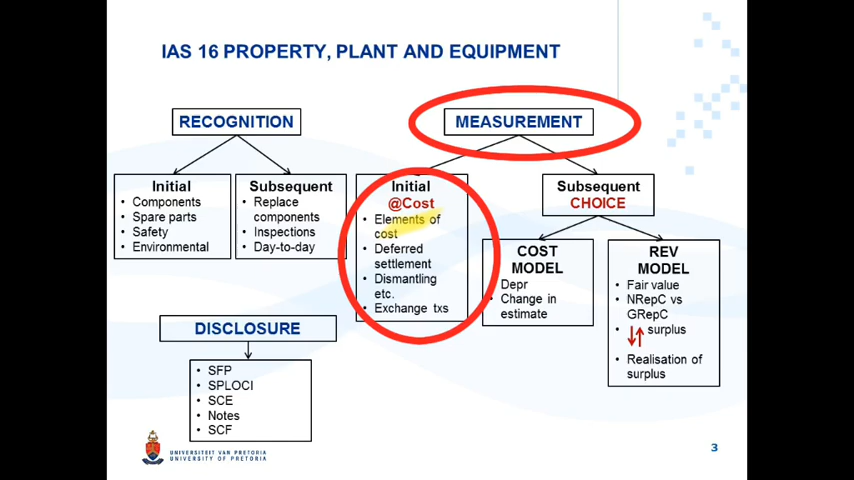 IAS 16 PROPERTY, PLANT AND EQUIPMENT
RECOGNITION
Initial
• Components
• Spare parts
• Safety
• Environmental
Subsequent
• Replace
components
• Inspections
• Day-to-day
MEASUREMENT
Initial
@Cost
• Elements of
cost
• Deferred
settlement
• Dismantling
etc.
• Exchange txs
Subsequent
CHOICE
COST
MODEL
• Depr
• Change in
estimate
REV
MODEL
• Fair value
• NRepC vs
GRepC
• ↓↑ surplus
• Realisation of
surplus
DISCLOSURE
• SFP
• SPLOCI
• SCE
• Notes
• SCF
UNIVERSITEIT VAN PRETORIA
UNIVERSITY OF PRETORIA
3